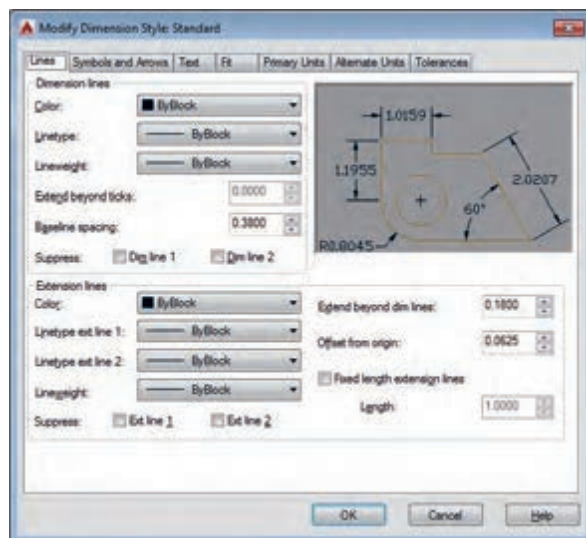 Modify Dimension Style: Standard
Lines Symbols and Arrows Text Fit Primary Units Alternate Units Tolerances
Dimension lines
Color: ByBlock
Linetype: ByBlock
Lineweight: ByBlock
Extend beyond ticks: 0.0000
Baseline spacing: 0.3800
Suppress: Dim line 1 Dim line 2
1.0159
1.1955
2.0207
60°
R0.8045
Extension lines
Color: ByBlock
Linetype ext line 1: ByBlock
Linetype ext line 2: ByBlock
Lineweight: ByBlock
Suppress: Ext line 1 Ext line 2
Extend beyond dim lines: 0.1800
Offset from origin: 0.0625
Fixed length extension lines
Length: 1.0000
OK Cancel Help